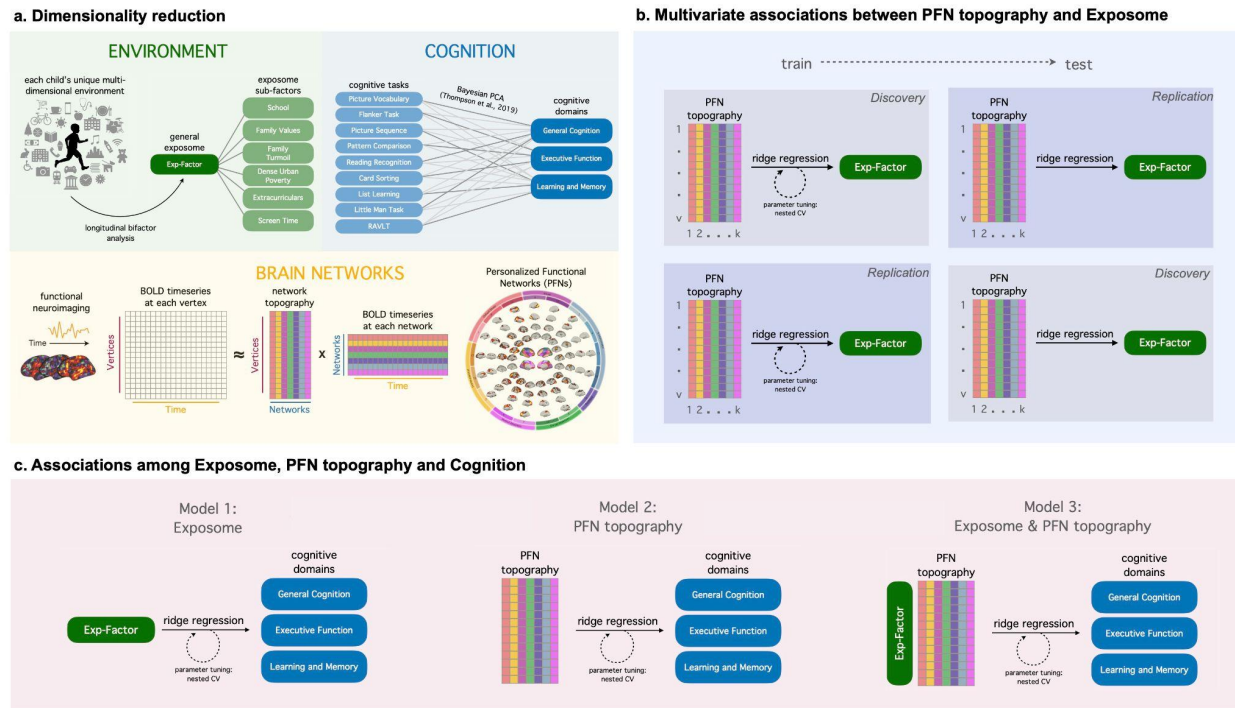 a. Dimensionality reduction
ENVIRONMENT
each child's unique multi-
dimensional environment
general
exposome
Exp-Factor
longitudinal bifactor
analysis
exposome
sub-factors
School
Family Values
Family
Turmoil
Dense Urban
Poverty
Extracurriculars
Screen Time
COGNITION
cognitive tasks
Picture Vocabulary
Flanker Task
Picture Sequence
Pattern Comparison
Reading Recognition
Card Sorting
List Learning
Little Man Task
RAVLT
Bayesian PCA
(Thompson et al., 2019)
cognitive
domains
General Cognition
Executive Function
Learning and Memory
BRAIN NETWORKS
functional
neuroimaging
Time
BOLD timeseries
at each vertex
Vertices
Time
≈
network
topography
Vertices
Networks
x
BOLD timeseries
at each network
Networks
Time
Personalized Functional
Networks (PFNs)
b. Multivariate associations between PFN topography and Exposome
train
test
Discovery
PFN
topography
1
v
1 2 . . . k
ridge regression
parameter tuning:
nested CV
Exp-Factor
Replication
PFN
topography
1
v
1 2 . . . k
ridge regression
Exp-Factor
Replication
PFN
topography
1
v
1 2 . . . k
ridge regression
parameter tuning:
nested CV
Exp-Factor
Discovery
PFN
topography
1
v
1 2 . . . k
ridge regression
Exp-Factor
c. Associations among Exposome, PFN topography and Cognition
Model 1:
Exposome
Exp-Factor
ridge regression
parameter tuning:
nested CV
cognitive
domains
General Cognition
Executive Function
Learning and Memory
Model 2:
PFN topography
PFN
topography
ridge regression
parameter tuning:
nested CV
cognitive
domains
General Cognition
Executive Function
Learning and Memory
Model 3:
Exposome & PFN topography
Exp-Factor
PFN
topography
ridge regression
parameter tuning:
nested CV
cognitive
domains
General Cognition
Executive Function
Learning and Memory